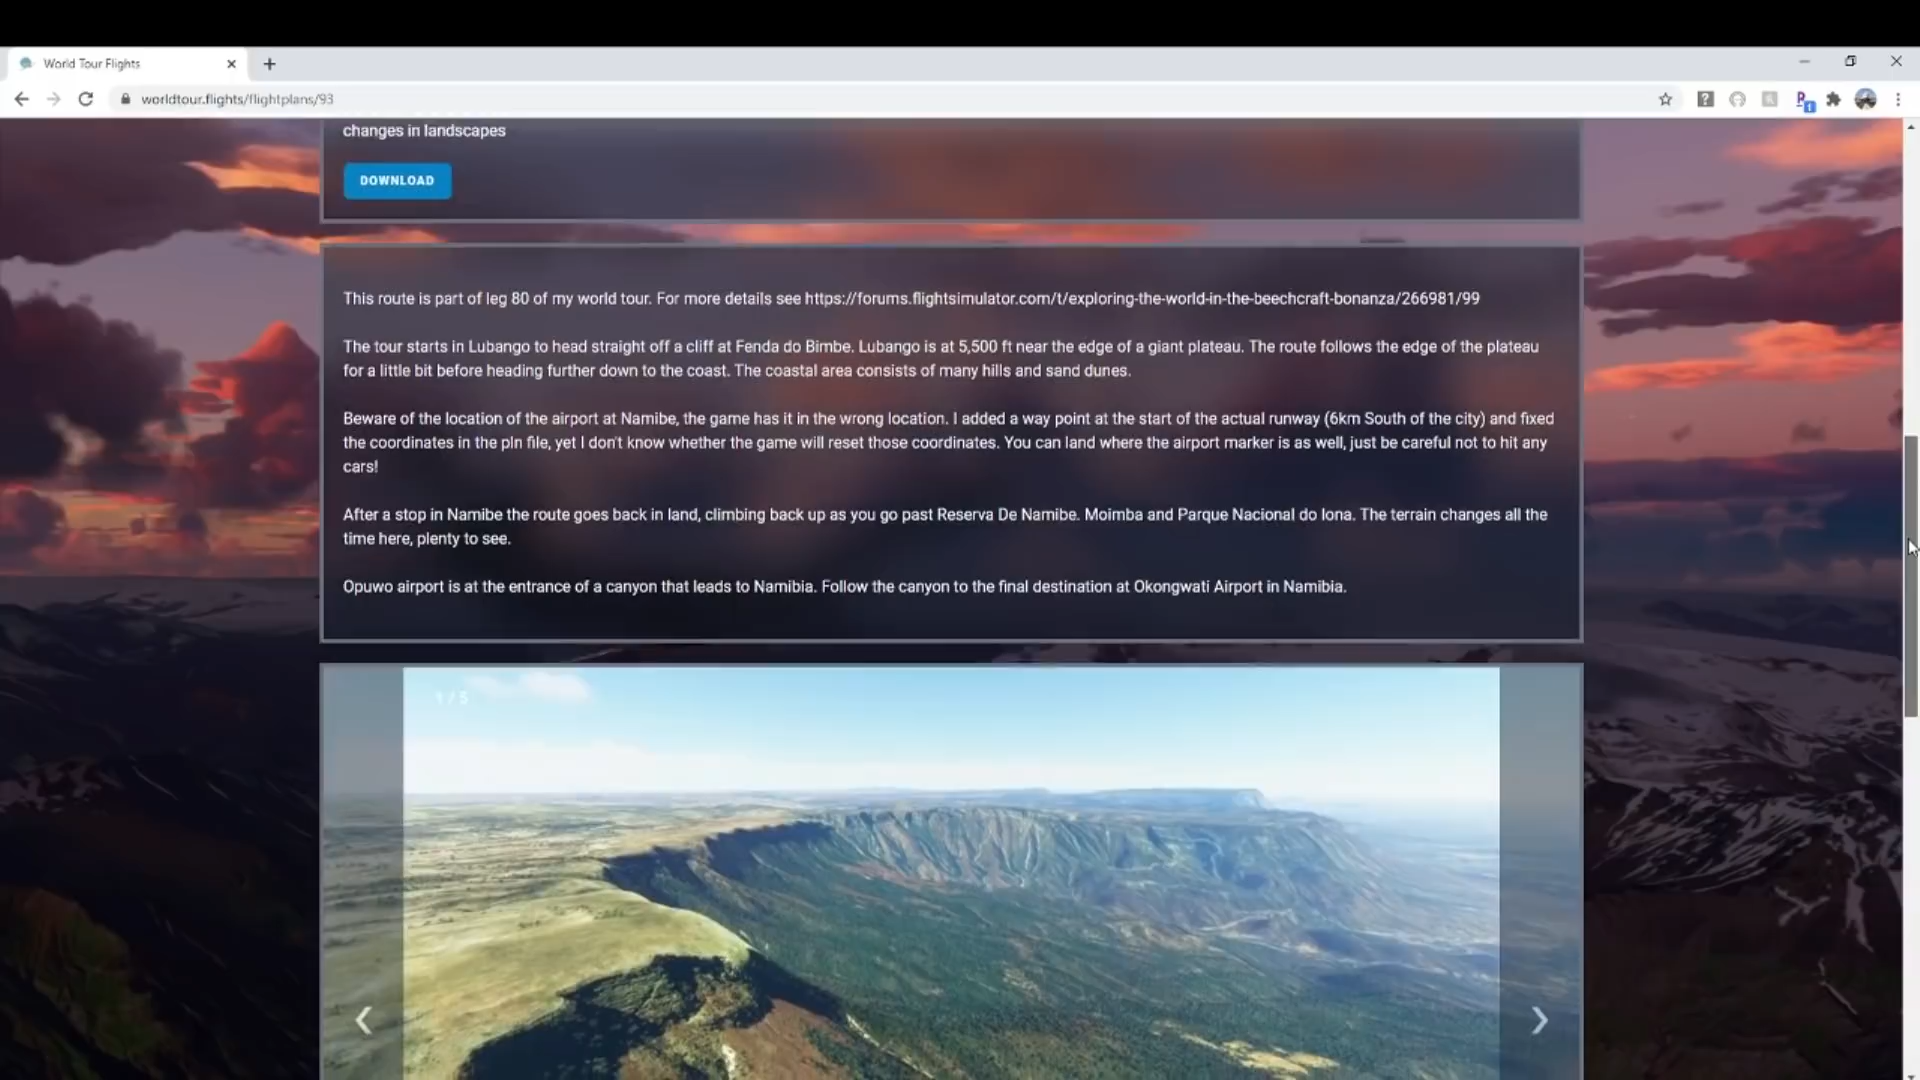 World Tour Flights
worldtour.flights/flightplans/93
changes in landscapes
DOWNLOAD
This route is part of leg 80 of my world tour. For more details see https://forums.flightsimulator.com/t/exploring-the-world-in-the-beechcraft-bonanza/266981/99
The tour starts in Lubango to head straight off a cliff at Fenda do Bimbe. Lubango is at 5,500 ft near the edge of a giant plateau. The route follows the edge of the plateau
for a little bit before heading further down to the coast. The coastal area consists of many hills and sand dunes.
Beware of the location of the airport at Namibe, the game has it in the wrong location. I added a way point at the start of the actual runway (6km South of the city) and fixed
the coordinates in the pln file, yet I don't know whether the game will reset those coordinates. You can land where the airport marker is as well, just be careful not to hit any
cars!
After a stop in Namibe the route goes back in land, climbing back up as you go past Reserva De Namibe. Moimba and Parque Nacional do Iona. The terrain changes all the
time here, plenty to see.
Opuwo airport is at the entrance of a canyon that leads to Namibia. Follow the canyon to the final destination at Okongwati Airport in Namibia.
1 / 5